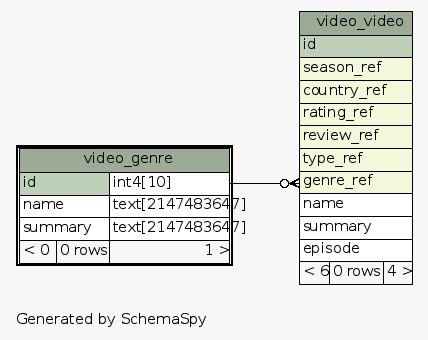 video_video
id
season_ref
country_ref
rating_ref
review_ref
type_ref
genre_ref
name
summary
episode
< 6 0 rows 4 >
video_genre
id int4[10]
name text[2147483647]
summary text[2147483647]
< 0 0 rows 1 >
Generated by SchemaSpy